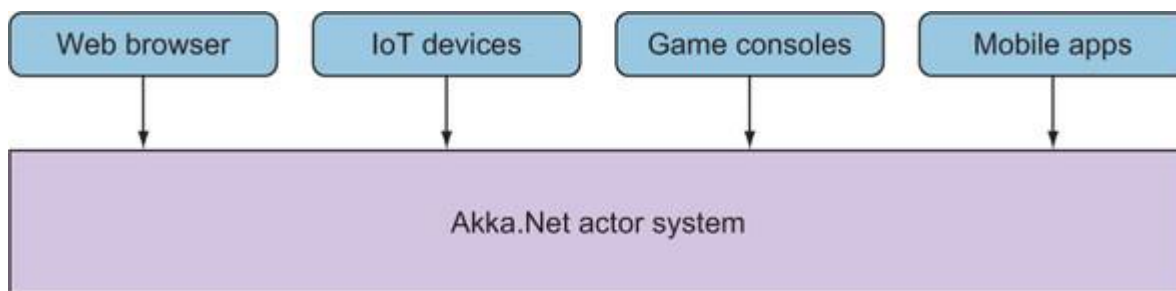 Web browser
IoT devices
Game consoles
Mobile apps
Akka.Net actor system